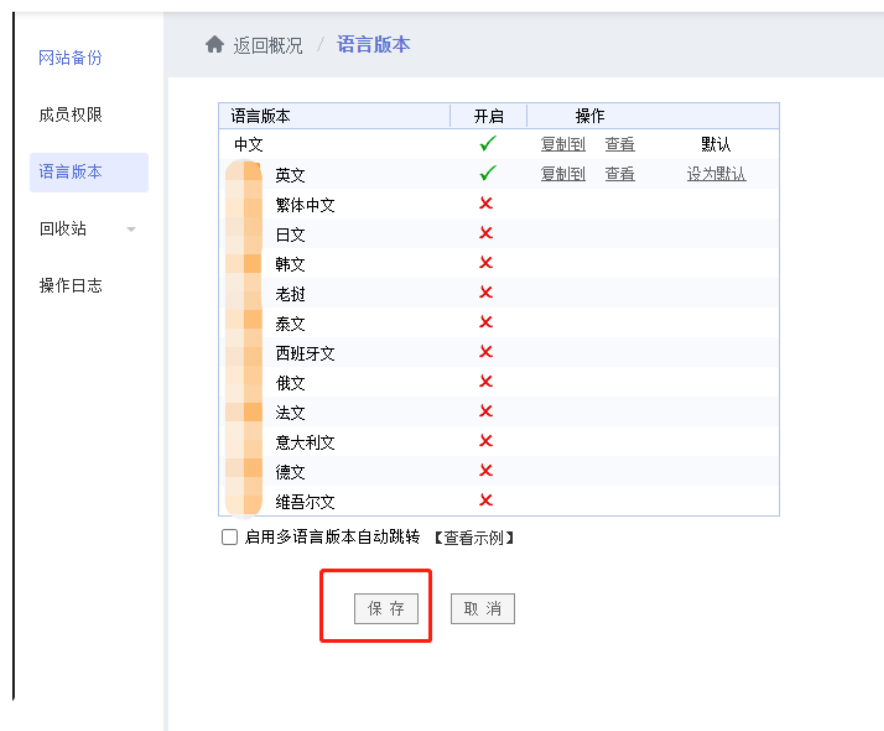 返回概况 / 语言版本
网站备份
成员权限
语言版本
回收站
操作日志
语言版本 开启 操作
中文 复制到 查看 默认
英文 复制到 查看 设为默认
繁体中文
日文
韩文
老挝
泰文
西班牙文
俄文
法文
意大利文
德文
维吾尔文
启用多语言版本自动跳转 【查看示例】
保存 取消